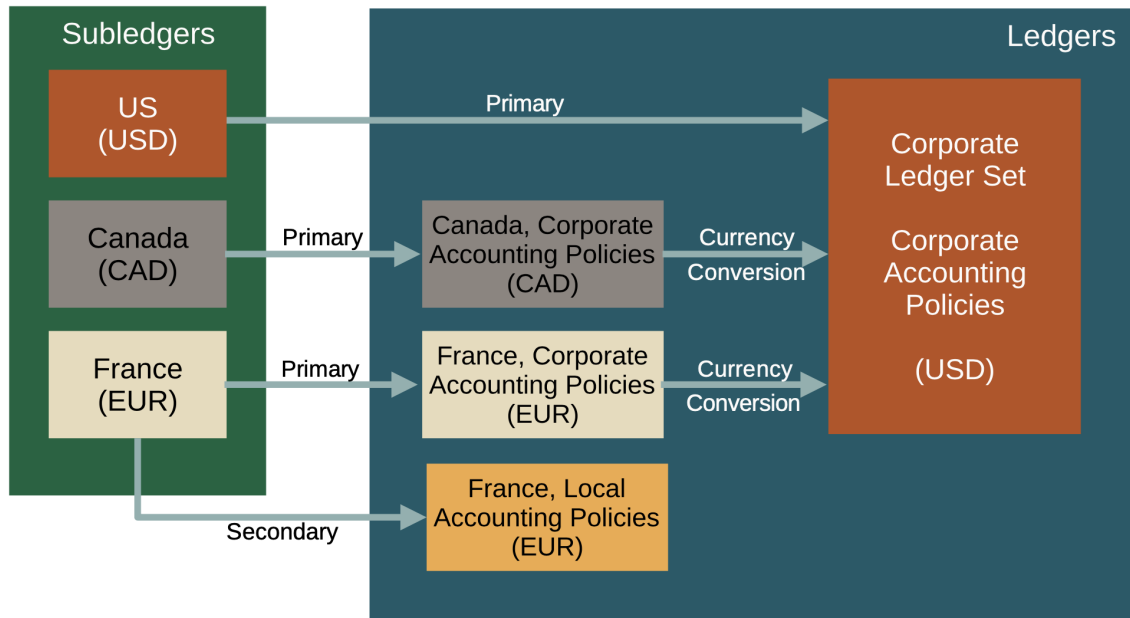 Subledgers
Ledgers
US
(USD)
Primary
Corporate
Ledger Set
Corporate
Accounting
Policies
(USD)
Canada
(CAD)
Primary
Canada, Corporate
Accounting Policies
(CAD)
Currency
Conversion
France
(EUR)
Primary
France, Corporate
Accounting Policies
(EUR)
Currency
Conversion
Secondary
France, Local
Accounting Policies
(EUR)